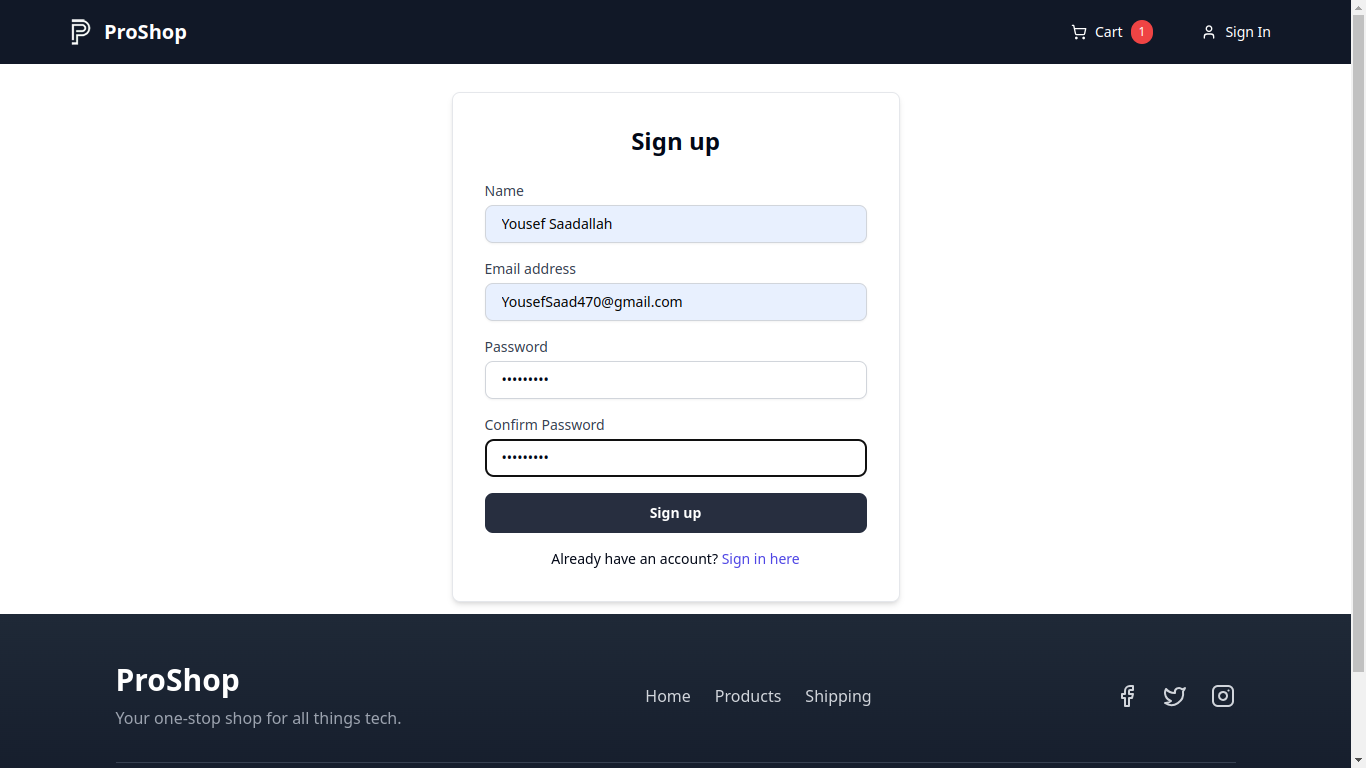 ProShop
Cart 1 Sign In
Sign up
Name
Yousef Saadallah
Email address
YousefSaad470@gmail.com
Password
•••••••••
Confirm Password
•••••••••
Sign up
Already have an account? Sign in here
ProShop
Your one-stop shop for all things tech.
Home Products Shipping